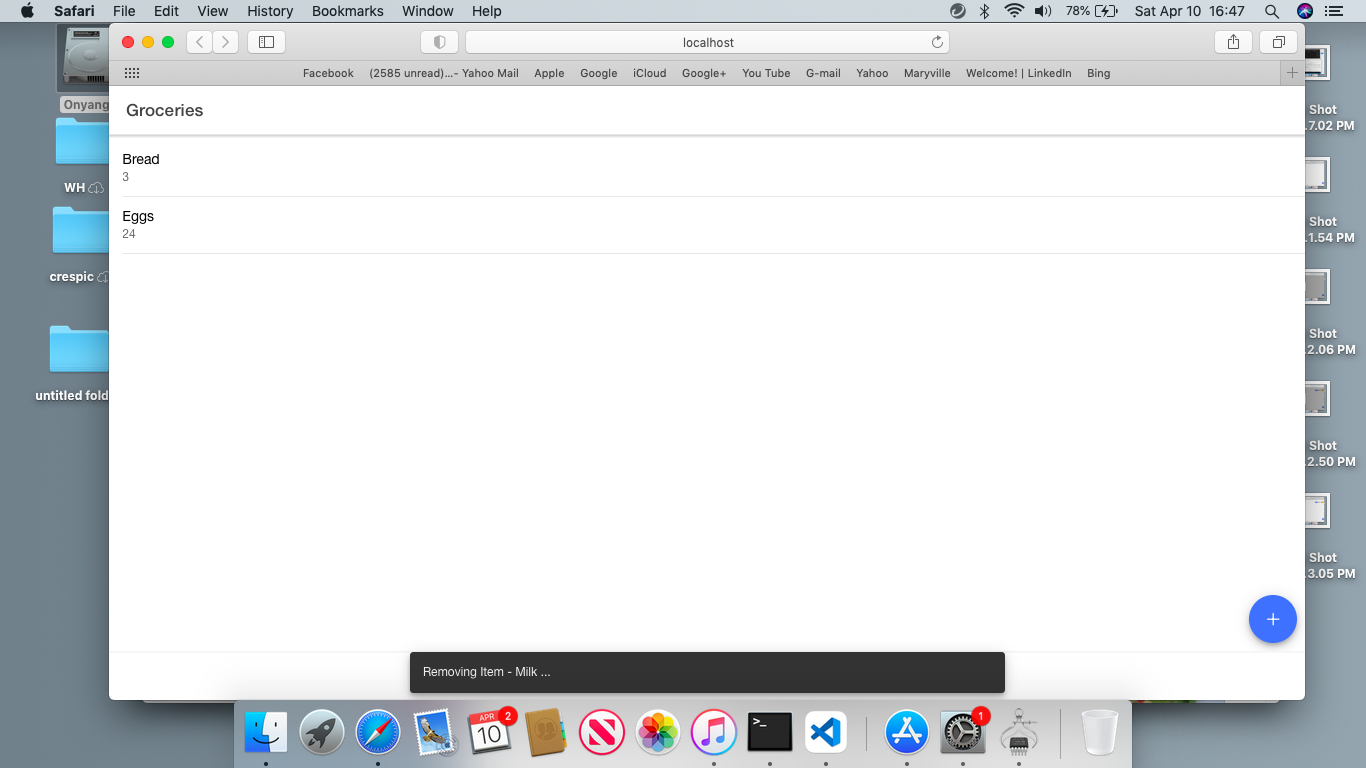 Safari File Edit View History Bookmarks Window Help 78% Sat Apr 10 16:47
localhost
Facebook (2585 unread)...- Yahoo Mail Apple Google iCloud Google+ You Tube G-mail Yahoo Maryville Welcome! | LinkedIn Bing
Groceries
Bread
3
Eggs
24
Removing Item - Milk ...
+
Onyang
WH
crespic
untitled fold
Shot
.7.02 PM
Shot
.1.54 PM
Shot
.2.06 PM
Shot
.2.50 PM
Shot
.3.05 PM
APR
10
2
1
>_